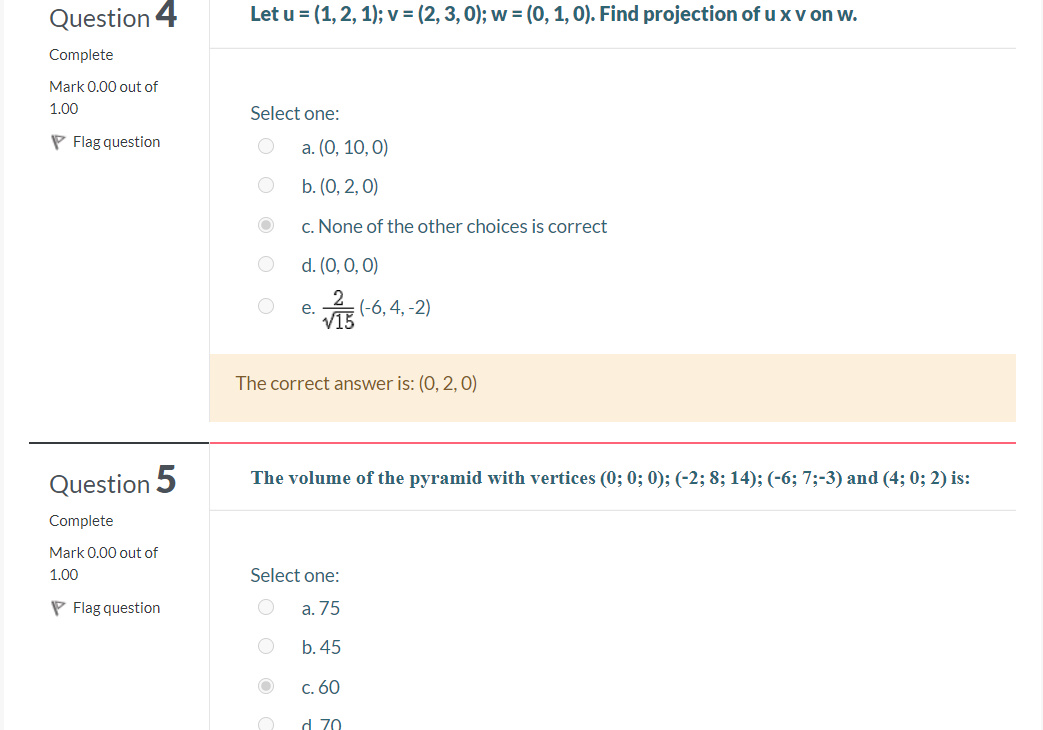 Question 4
Complete
Mark 0.00 out of
1.00
Flag question
Let u = (1, 2, 1); v = (2, 3, 0); w = (0, 1, 0). Find projection of u x v on w.
Select one:
a. (0, 10, 0)
b. (0, 2, 0)
c. None of the other choices is correct
d. (0, 0, 0)
e. 2/√15 (-6, 4, -2)
The correct answer is: (0, 2, 0)
Question 5
Complete
Mark 0.00 out of
1.00
Flag question
The volume of the pyramid with vertices (0; 0; 0); (-2; 8; 14); (-6; 7;-3) and (4; 0; 2) is:
Select one:
a. 75
b. 45
c. 60
d. 70